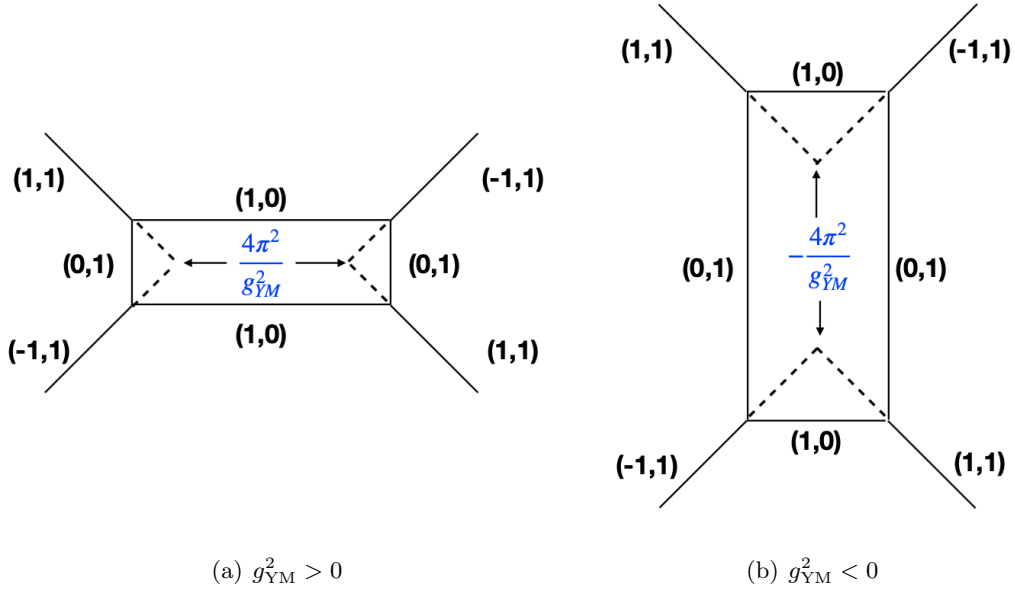 (1,1)
(-1,1)
(1,0)
(0,1)
4π²
g²_YM
(0,1)
(1,0)
(-1,1)
(1,1)
(a) g²_YM > 0
(1,1)
(-1,1)
(1,0)
(0,1)
- 4π²
g²_YM
(0,1)
(1,0)
(-1,1)
(1,1)
(b) g²_YM < 0